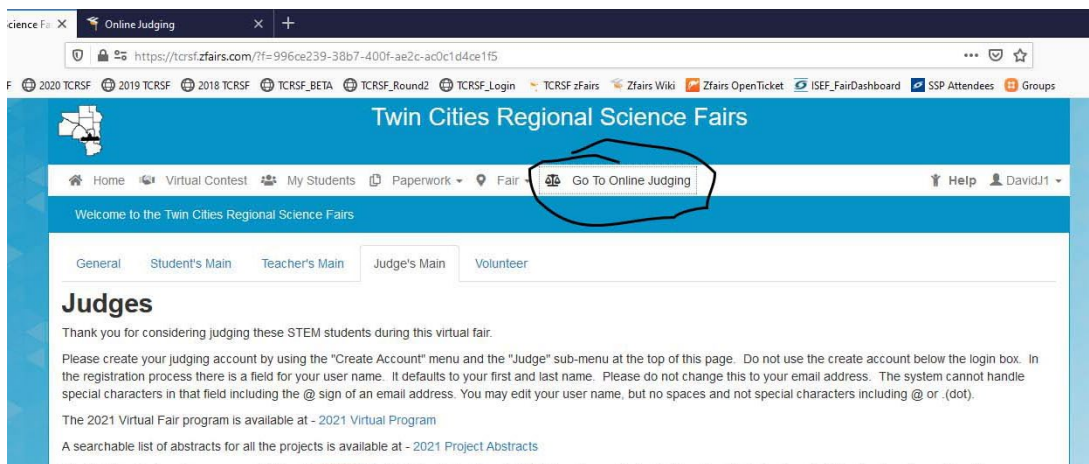 cience Fa
Online Judging
https://tcrsf.zfairs.com/?f=996ce239-38b7-400f-ae2c-ac0c1d4ce1f5
F 2020 TCRSF 2019 TCRSF 2018 TCRSF TCRSF_BETA TCRSF_Round2 TCRSF_Login TCRSF zFairs Zfairs Wiki Zfairs OpenTicket ISEF_FairDashboard SSP Attendees Groups
Twin Cities Regional Science Fairs
Home Virtual Contest My Students Paperwork Fair Go To Online Judging Help DavidJ1
Welcome to the Twin Cities Regional Science Fairs
General Student's Main Teacher's Main Judge's Main Volunteer
Judges
Thank you for considering judging these STEM students during this virtual fair.
Please create your judging account by using the "Create Account" menu and the "Judge" sub-menu at the top of this page. Do not use the create account below the login box. In
the registration process there is a field for your user name. It defaults to your first and last name. Please do not change this to your email address. The system cannot handle
special characters in that field including the @ sign of an email address. You may edit your user name, but no spaces and not special characters including @ or .(dot).
The 2021 Virtual Fair program is available at - 2021 Virtual Program
A searchable list of abstracts for all the projects is available at - 2021 Project Abstracts